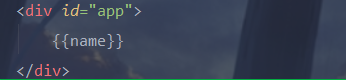 <div id="app">
{{name}}
</div>